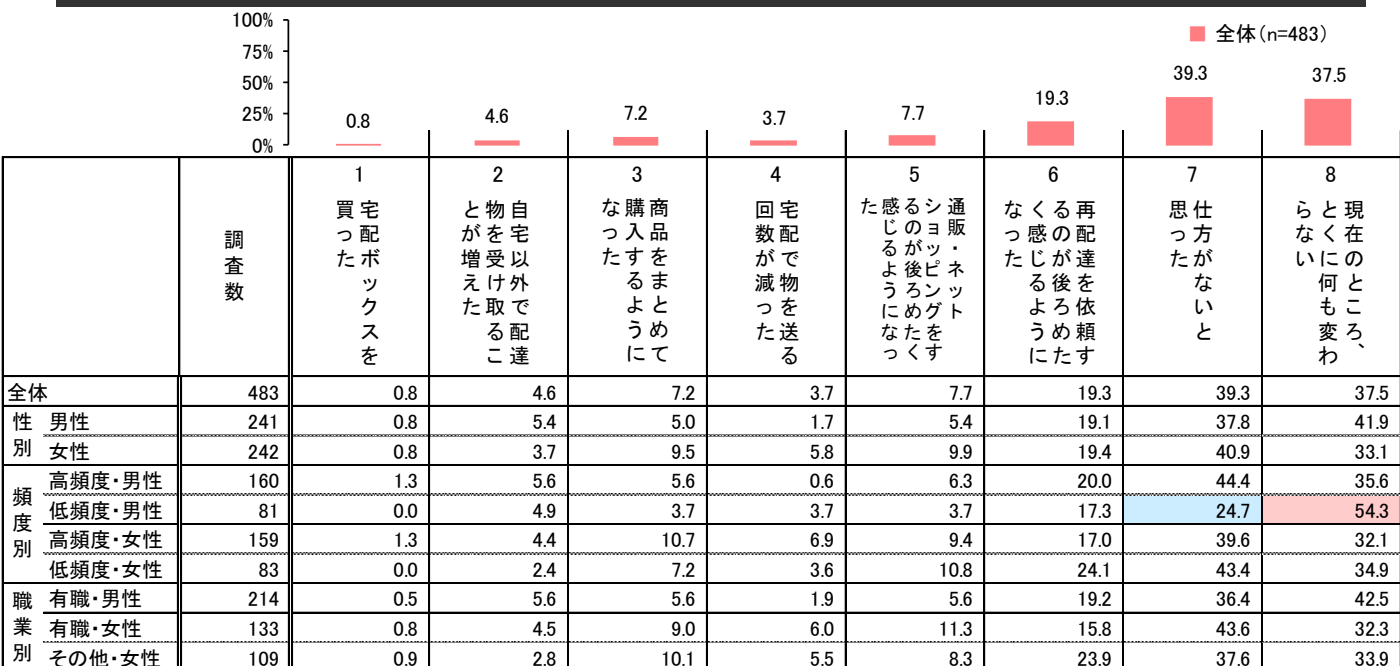 100%
75%
50%
25%
0%
全体(n=483)
0.8
4.6
7.2
3.7
7.7
19.3
39.3
37.5
調査数
1
宅配ボックスを
買った
2
自宅以外で配達
物を受け取るこ
とが増えた
3
商品をまとめて
購入するように
なった
4
宅配で物を送る
回数が減った
5
通販・ネット
ショッピングをす
るのが後ろめたく
感じるようになっ
た
6
再配達を依頼す
るのが後ろめた
く感じるように
なった
7
仕方がないと
思った
8
現在のところ、
とくに何も変わ
らない
全体 483 0.8 4.6 7.2 3.7 7.7 19.3 39.3 37.5
性別
男性 241 0.8 5.4 5.0 1.7 5.4 19.1 37.8 41.9
女性 242 0.8 3.7 9.5 5.8 9.9 19.4 40.9 33.1
頻度別
高頻度・男性 160 1.3 5.6 5.6 0.6 6.3 20.0 44.4 35.6
低頻度・男性 81 0.0 4.9 3.7 3.7 3.7 17.3 24.7 54.3
高頻度・女性 159 1.3 4.4 10.7 6.9 9.4 17.0 39.6 32.1
低頻度・女性 83 0.0 2.4 7.2 3.6 10.8 24.1 43.4 34.9
職業別
有職・男性 214 0.5 5.6 5.6 1.9 5.6 19.2 36.4 42.5
有職・女性 133 0.8 4.5 9.0 6.0 11.3 15.8 43.6 32.3
その他・女性 109 0.9 2.8 10.1 5.5 8.3 23.9 37.6 33.9